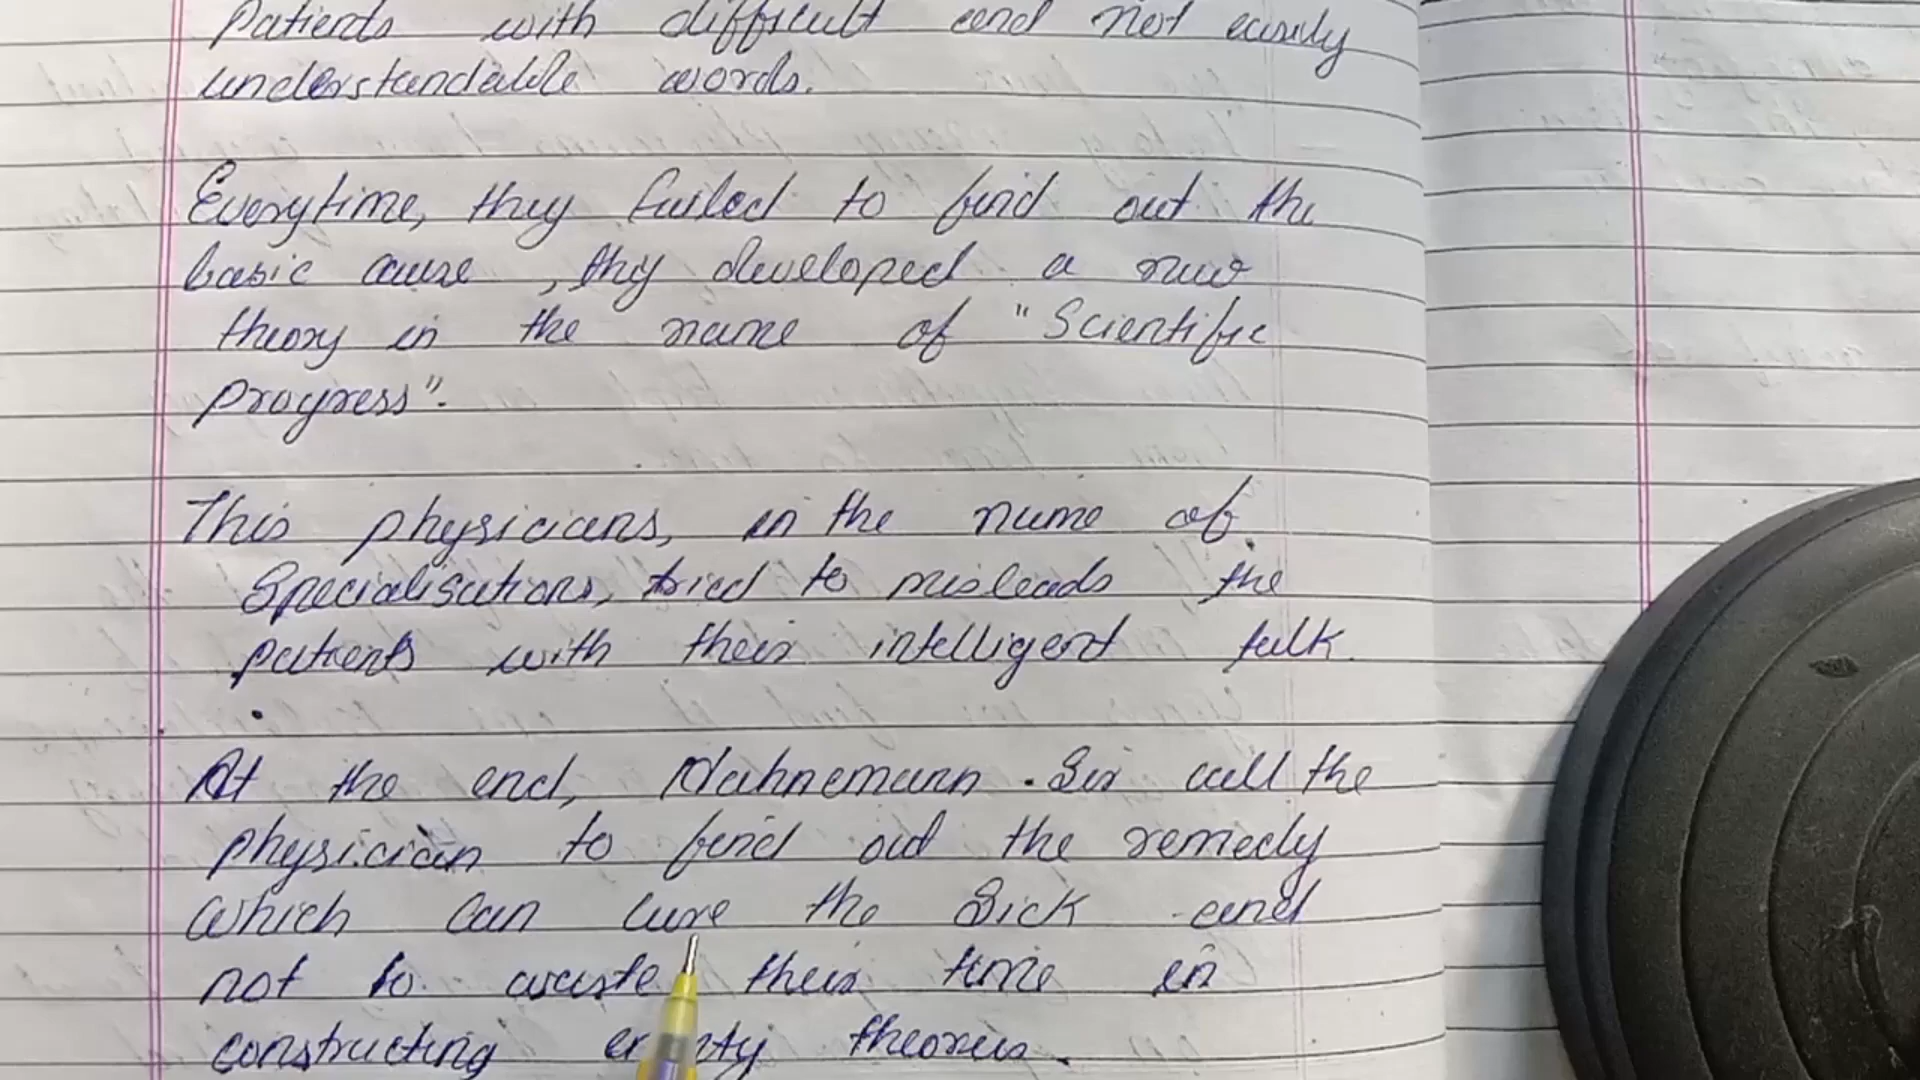 Patients with difficult and not easily
understandable words.
Everytime, they failed to find out the
basic cause, they developed a new
theory in the name of "Scientific
progress".
This physicians, in the name of
Specialisations, tried to misleads the
patients with their intelligent talk.
At the end, Hahnemann. Sir call the
physician to find out the remedy
which can cure the Sick and
not to waste their time in
constructing theories.